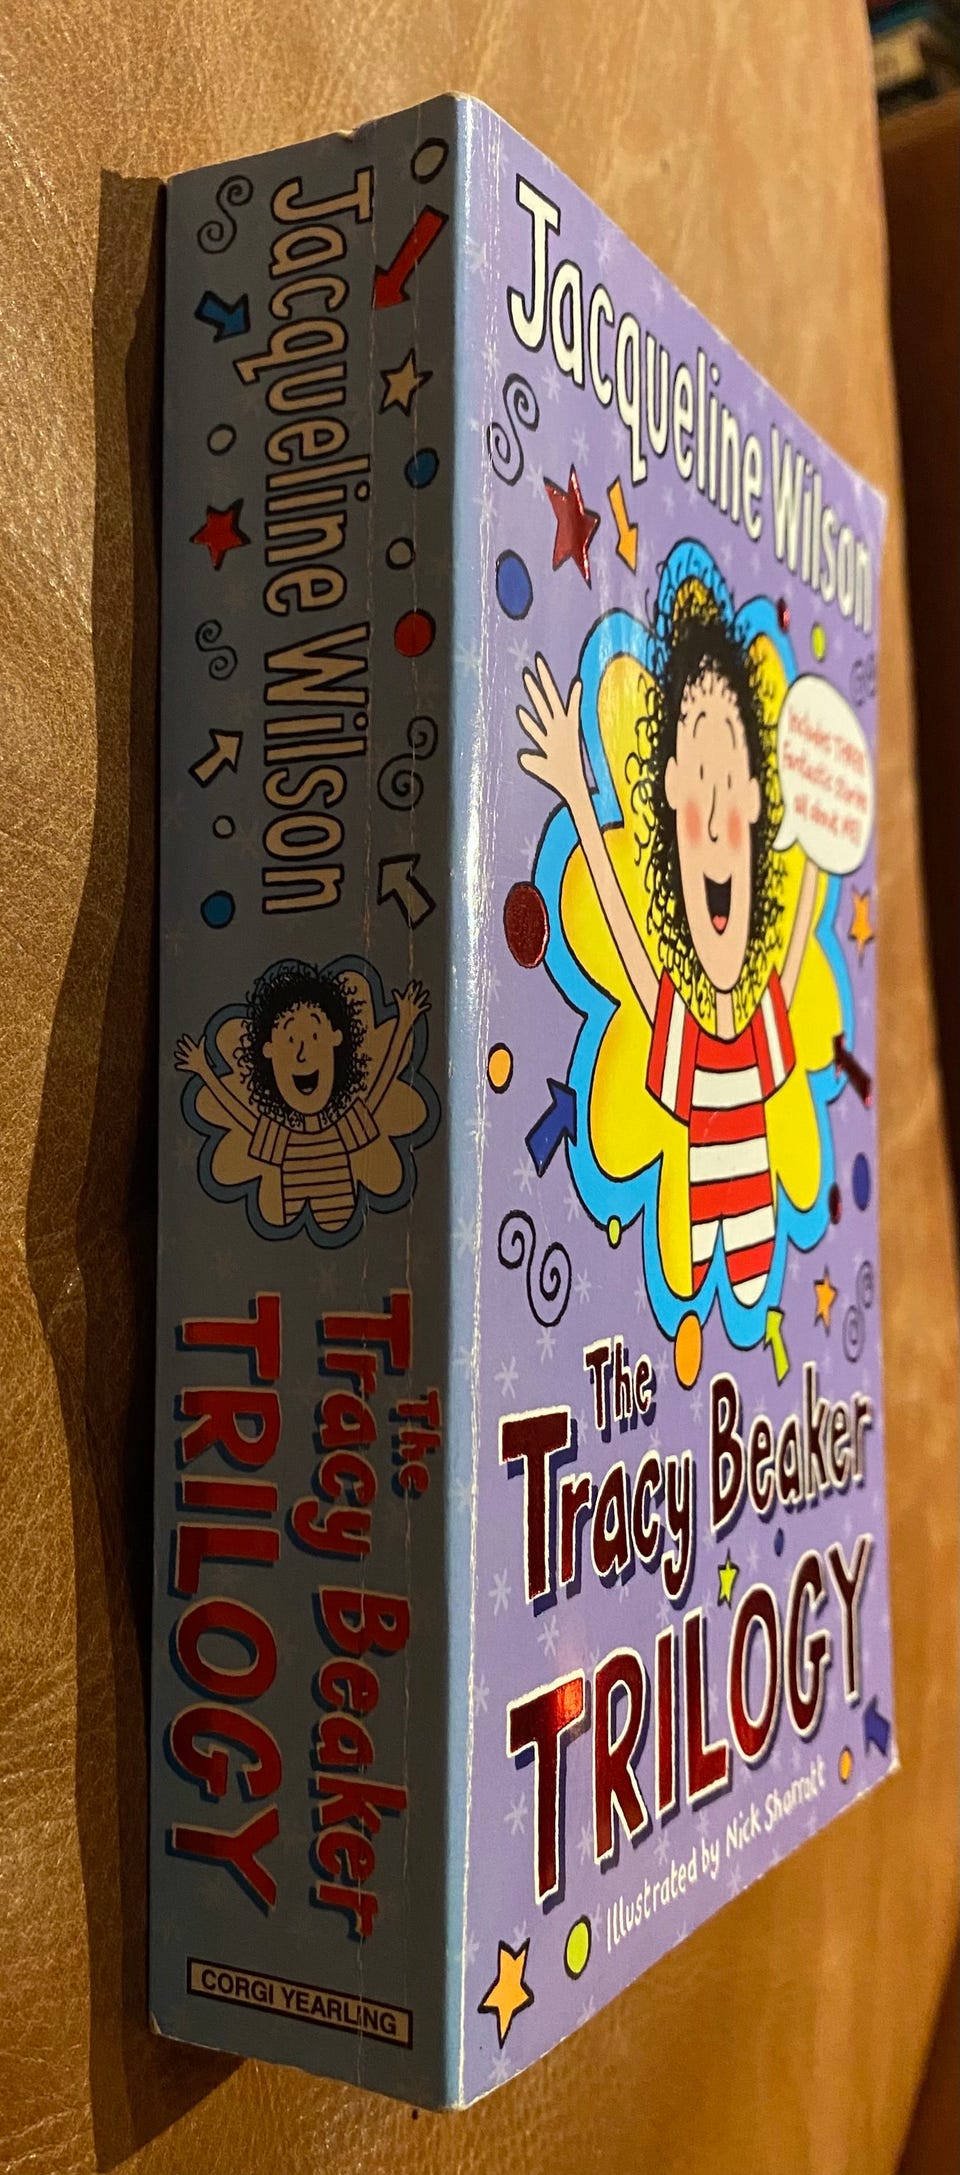 Jacqueline Wilson
The
Tracy Beaker
TRILOGY
CORGI YEARLING
Jacqueline Wilson
Includes THREE
fantastic stories
all about ME!
The
Tracy Beaker
TRILOGY
Illustrated by Nick Sharratt